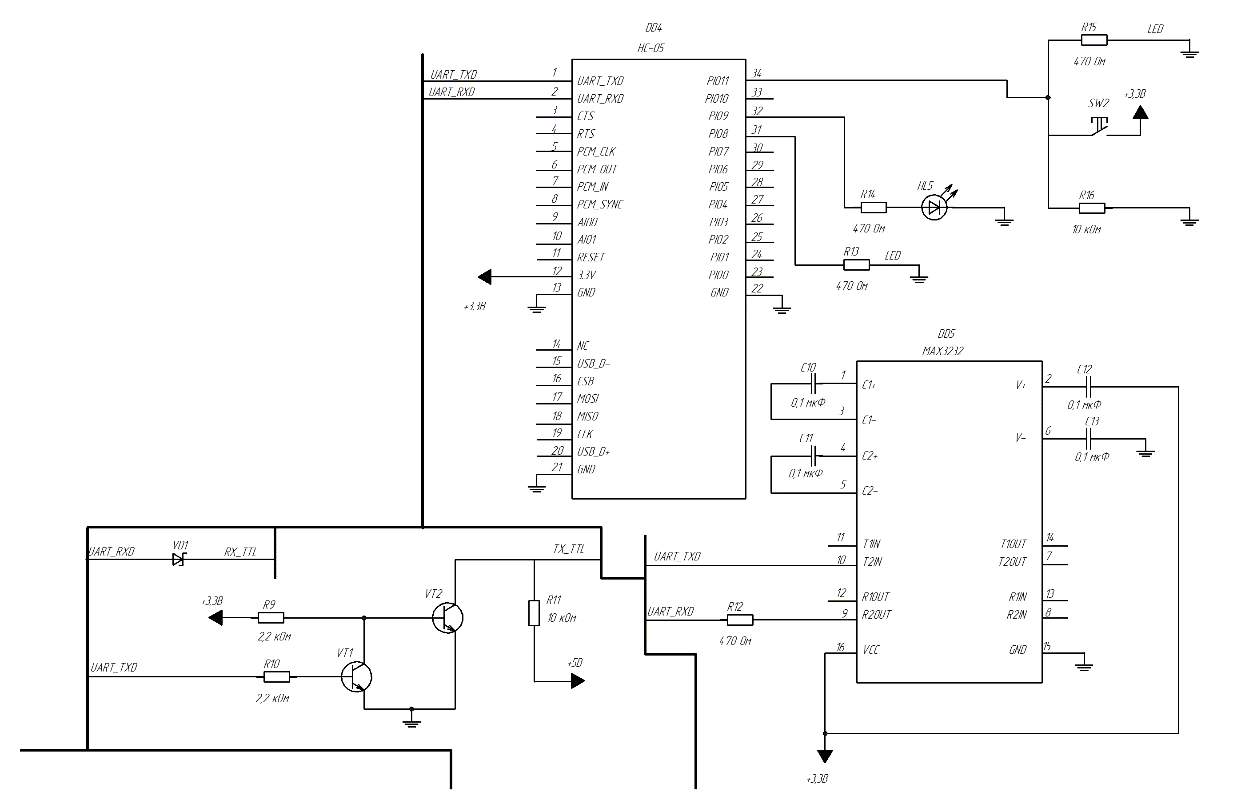 DD4
HC-05
UART_TXD 1 UART_TXD PIO11 34
UART_RXD 2 UART_RXD PIO10 33
3 CTS PIO9 32
4 RTS PIO8 31
5 PCM_CLK PIO7 30
6 PCM_OUT PIO6 29
7 PCM_IN PIO5 28
8 PCM_SYNC PIO4 27
9 AIO0 PIO3 26
10 AIO1 PIO2 25
11 RESET PIO1 24
12 3.3V PIO0 23
13 GND GND 22
+3,3В
14 NC
15 USB_D-
16 CSB
17 MOSI
18 MISO
19 CLK
20 USB_D+
21 GND
R15 LED
470 Ом
SW2 +3,3В
R16
10 кОм
R14 HL5
470 Ом
R13 LED
470 Ом
DD5
MAX3232
C10 1 C1+ V+ 2 C12
0,1 мкФ 0,1 мкФ
3 C1- V- 6 C13
0,1 мкФ
C11 4 C2+
0,1 мкФ
5 C2-
11 T1IN T1OUT 14
UART_TXD 10 T2IN T2OUT 7
12 R1OUT R1IN 13
UART_RXD R12 9 R2OUT R2IN 8
470 Ом
16 VCC GND 15
+3,3В
UART_RXD VD1 RX_TTL
TX_TTL
+3,3В R9 VT2
2,2 кОм
R11
10 кОм
UART_TXD R10 VT1
2,2 кОм
+5В